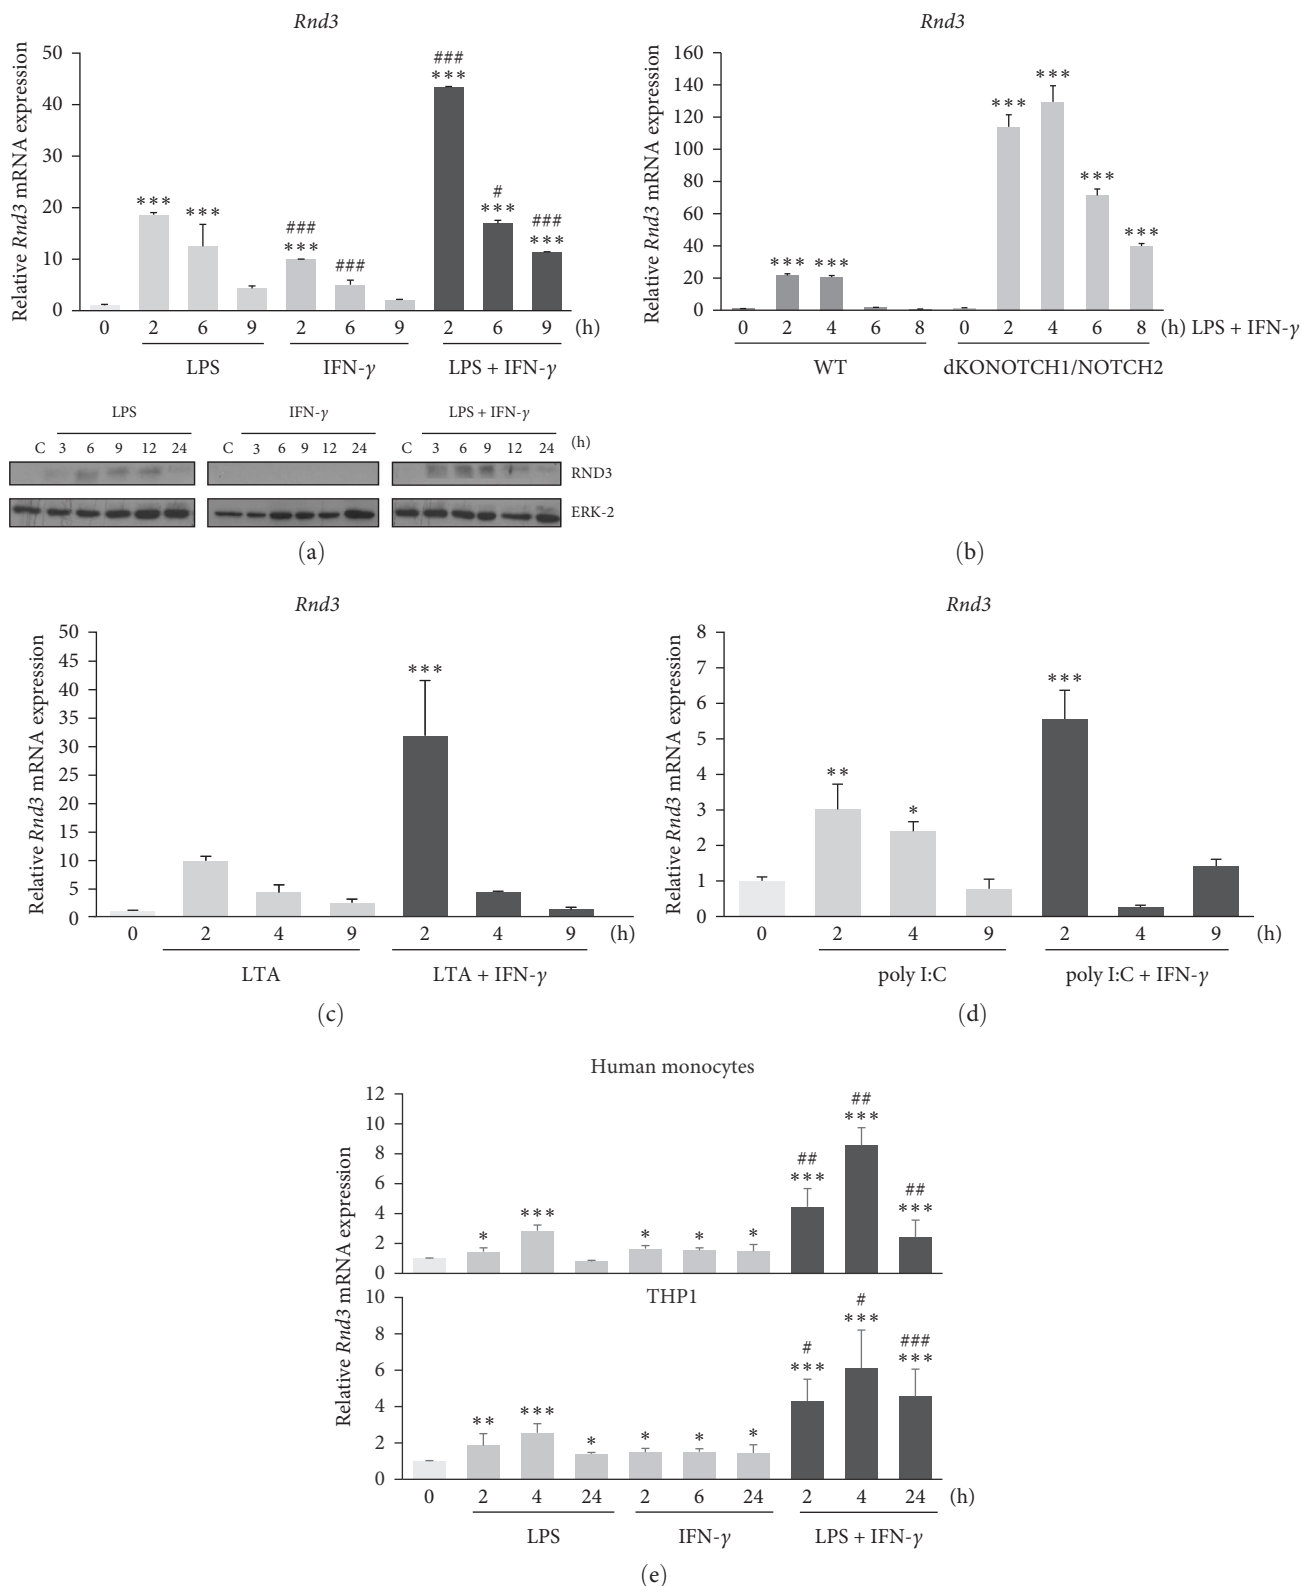 Rnd3
Relative Rnd3 mRNA expression
50
40
30
20
10
0
***
***
###
***
###
###
***
#
***
###
***
0 2 6 9 2 6 9 2 6 9 (h)
LPS IFN-γ LPS + IFN-γ
LPS IFN-γ LPS + IFN-γ
C 3 6 9 12 24 C 3 6 9 12 24 C 3 6 9 12 24 (h)
RND3
ERK-2
(a)
Rnd3
Relative Rnd3 mRNA expression
160
140
120
100
80
60
40
20
0
*** *** *** *** *** ***
0 2 4 6 8 0 2 4 6 8 (h) LPS + IFN-γ
WT dKONOTCH1/NOTCH2
(b)
Rnd3
Relative Rnd3 mRNA expression
50
45
40
35
30
25
20
15
10
5
0
***
0 2 4 9 2 4 9 (h)
LTA LTA + IFN-γ
(c)
Rnd3
Relative Rnd3 mRNA expression
8
7
6
5
4
3
2
1
0
** * ***
0 2 4 9 2 4 9 (h)
poly I:C poly I:C + IFN-γ
(d)
Human monocytes
Relative Rnd3 mRNA expression
12
10
8
6
4
2
0
* *** * * *
##
***
##
***
##
***
THP1
10
8
6
4
2
0
** *** * * * *
#
***
#
***
###
***
0 2 4 24 2 6 24 2 4 24 (h)
LPS IFN-γ LPS + IFN-γ
(e)